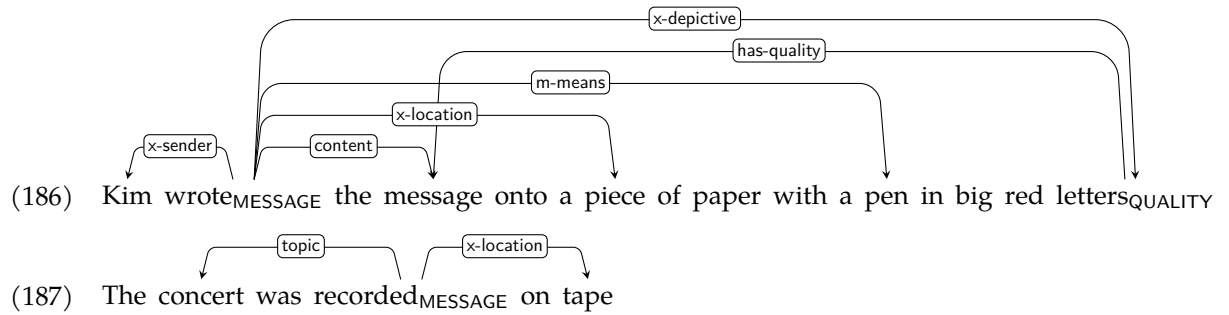 x-depictive
has-quality
m-means
x-location
x-sender content
(186) Kim wroteMESSAGE the message onto a piece of paper with a pen in big red lettersQUALITY
topic x-location
(187) The concert was recordedMESSAGE on tape